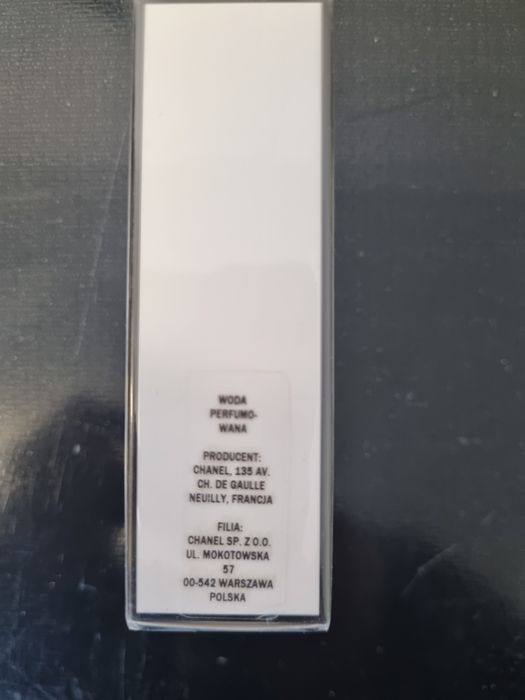 WODA
PERFUMO-
WANA
PRODUCENT:
CHANEL, 135 AV.
CH. DE GAULLE
NEUILLY, FRANCJA
FILIA:
CHANEL SP. Z O.O.
UL. MOKOTOWSKA
57
00-542 WARSZAWA
POLSKA